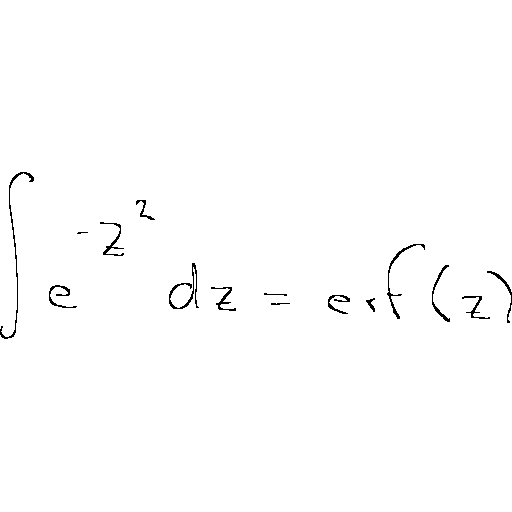 ∫ e^{-z^2} dz = erf(z)